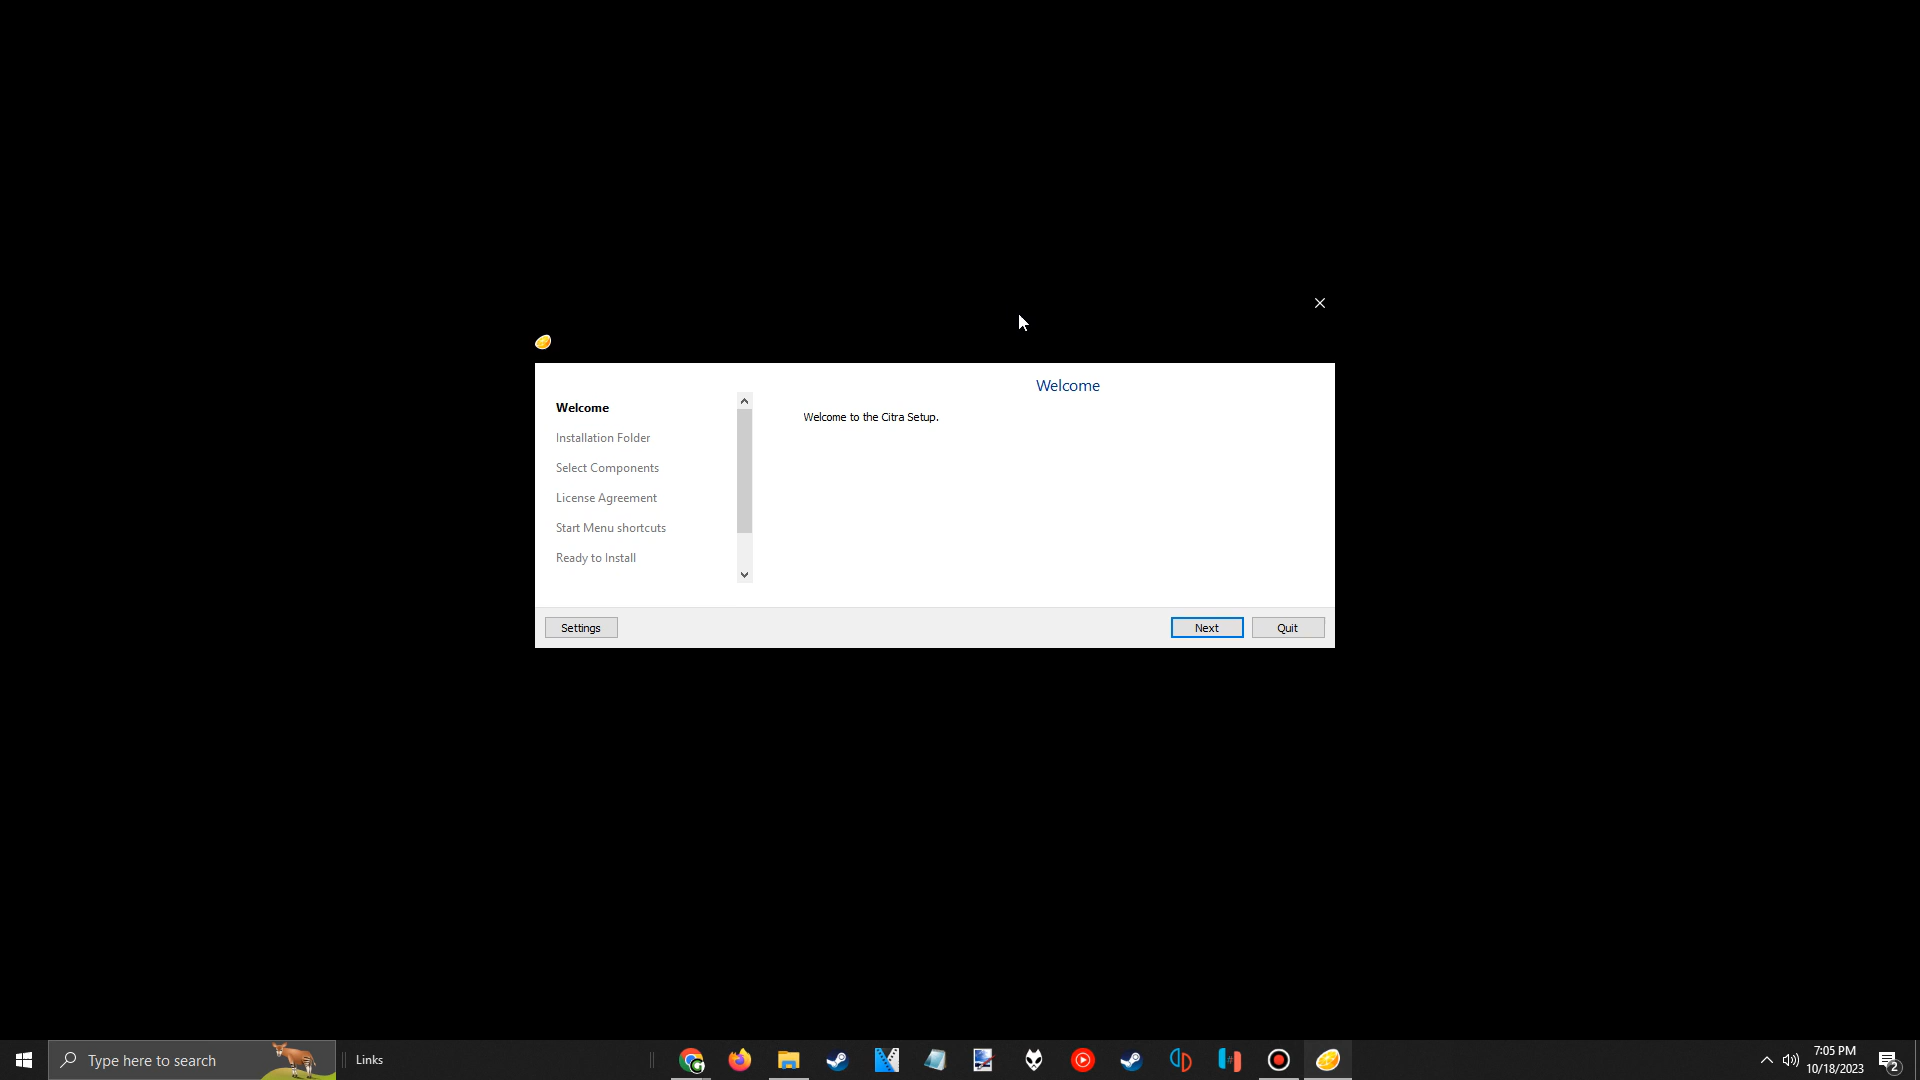 Welcome
Welcome
Welcome to the Citra Setup.
Installation Folder
Select Components
License Agreement
Start Menu shortcuts
Ready to Install
Settings
Next
Quit
Type here to search
Links
7:05 PM
10/18/2023
2